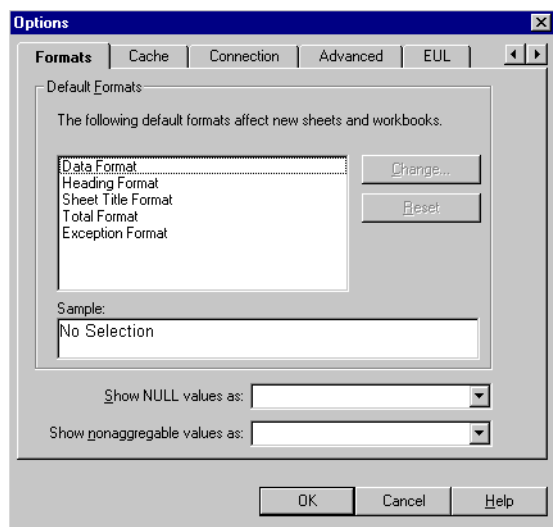 Options
Formats Cache Connection Advanced EUL
Default Formats
The following default formats affect new sheets and workbooks.
Data Format
Heading Format
Sheet Title Format
Total Format
Exception Format
Change...
Reset
Sample:
No Selection
Show NULL values as:
Show nonaggregable values as:
OK Cancel Help